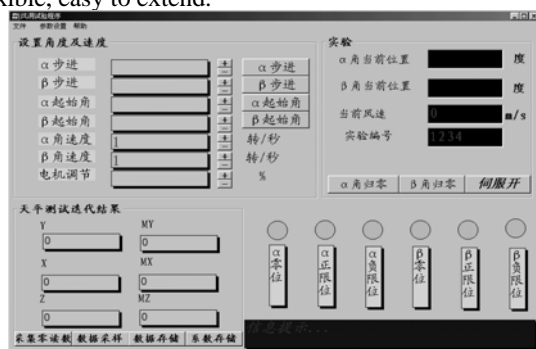 xible, easy to extend.
文件 参数设置 帮助
设置角度及速度
α步进 + - α步进
β步进 + - β步进
α起始角 + - α起始角
β起始角 + - β起始角
α角速度 1 + - 转/秒
β角速度 1 + - 转/秒
电机调节 + - %
实验
α角当前位置 度
β角当前位置 度
当前风速 0 m/s
实验编号 1234
α角归零 β角归零 伺服开
天平测试迭代结果
Y MY
0 0
X MX
0 0
Z MZ
0 0
采集零读数 数据采样 数据存储 系数存储
α零位
α正限位
α负限位
β零位
β正限位
β负限位
信息提示...